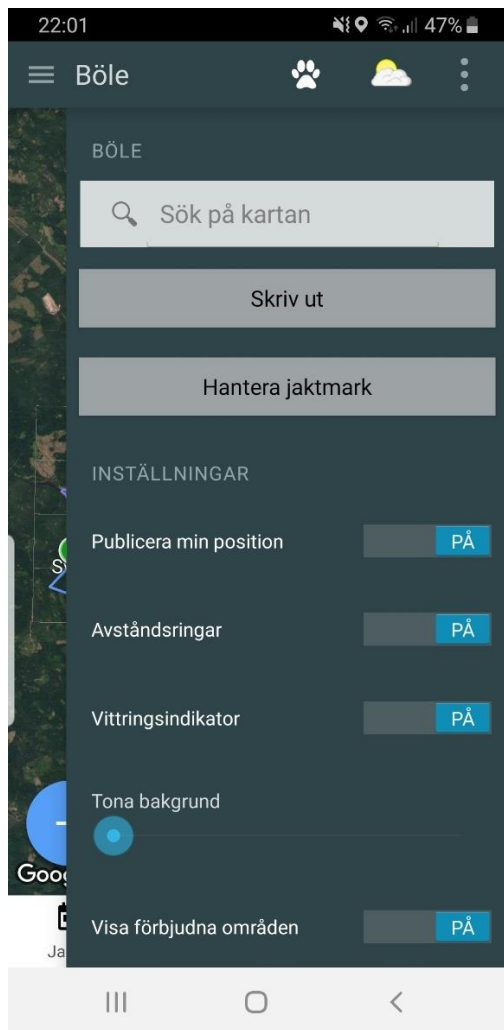 22:01 47%
Böle
BÖLE
Sök på kartan
Skriv ut
Hantera jaktmark
INSTÄLLNINGAR
Publicera min position PÅ
Avståndsringar PÅ
Vittringsindikator PÅ
Tona bakgrund
Visa förbjudna områden PÅ